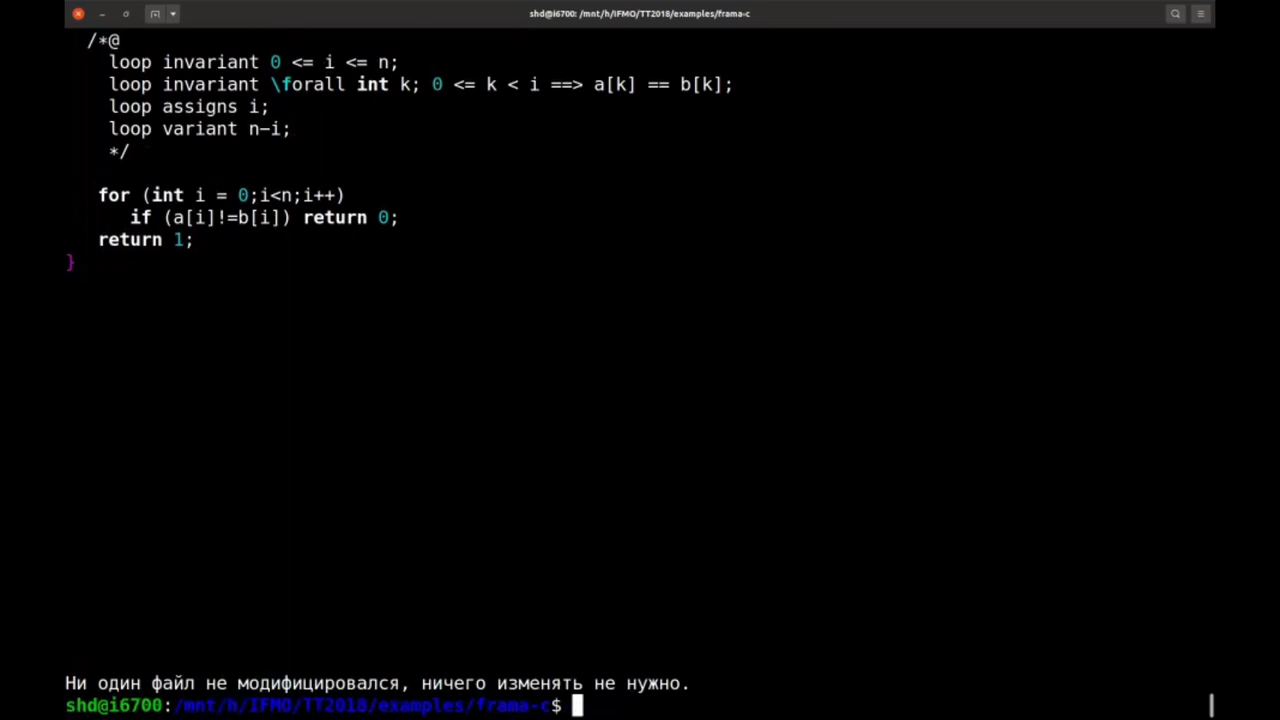 shd@i6700: /mnt/h/IFMO/TT2018/examples/frama-c
/*@
loop invariant 0 <= i <= n;
loop invariant \forall int k; 0 <= k < i ==> a[k] == b[k];
loop assigns i;
loop variant n-i;
*/
for (int i = 0;i<n;i++)
if (a[i]!=b[i]) return 0;
return 1;
}
Ни один файл не модифицировался, ничего изменять не нужно.
shd@i6700:/mnt/h/IFMO/TT2018/examples/frama-c$